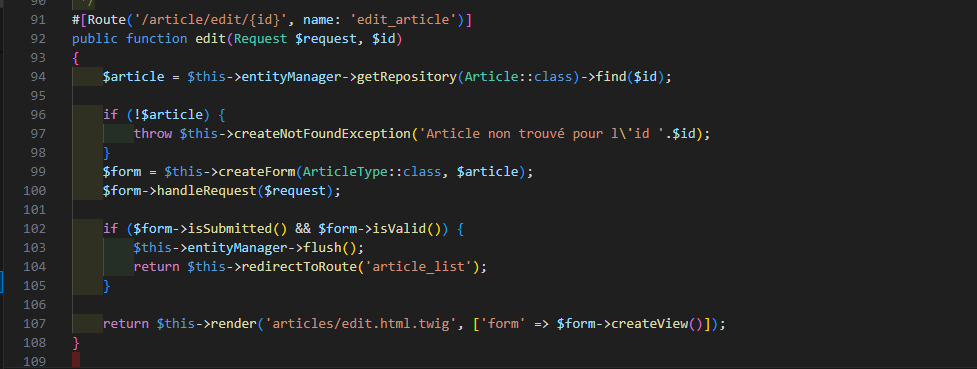 90 */
91 #[Route('/article/edit/{id}', name: 'edit_article')]
92 public function edit(Request $request, $id)
93 {
94 $article = $this->entityManager->getRepository(Article::class)->find($id);
95
96 if (!$article) {
97 throw $this->createNotFoundException('Article non trouvé pour l\'id '.$id);
98 }
99 $form = $this->createForm(ArticleType::class, $article);
100 $form->handleRequest($request);
101
102 if ($form->isSubmitted() && $form->isValid()) {
103 $this->entityManager->flush();
104 return $this->redirectToRoute('article_list');
105 }
106
107 return $this->render('articles/edit.html.twig', ['form' => $form->createView()]);
108 }
109